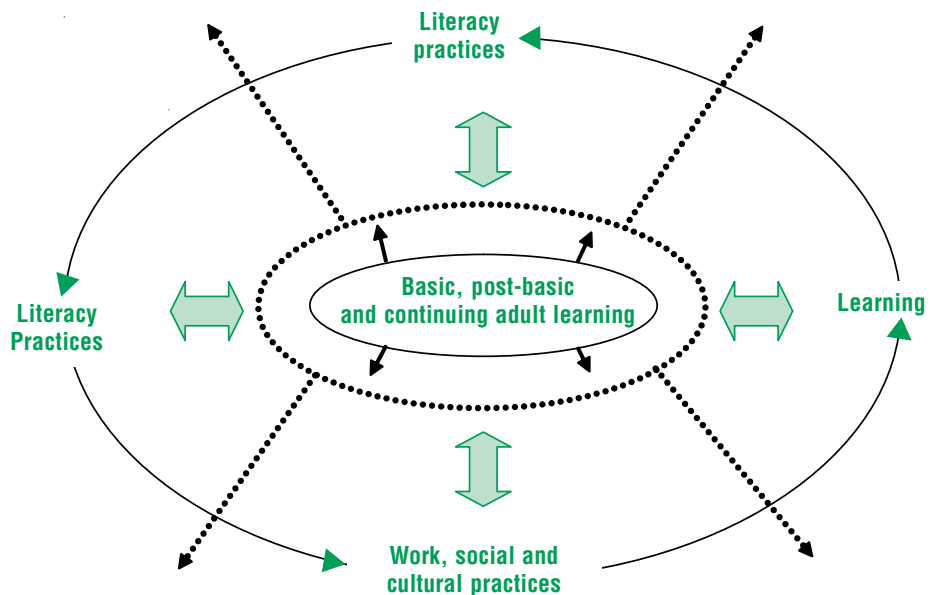 Literacy
practices
Basic, post-basic
and continuing adult learning
Literacy
Practices
Learning
Work, social and
cultural practices